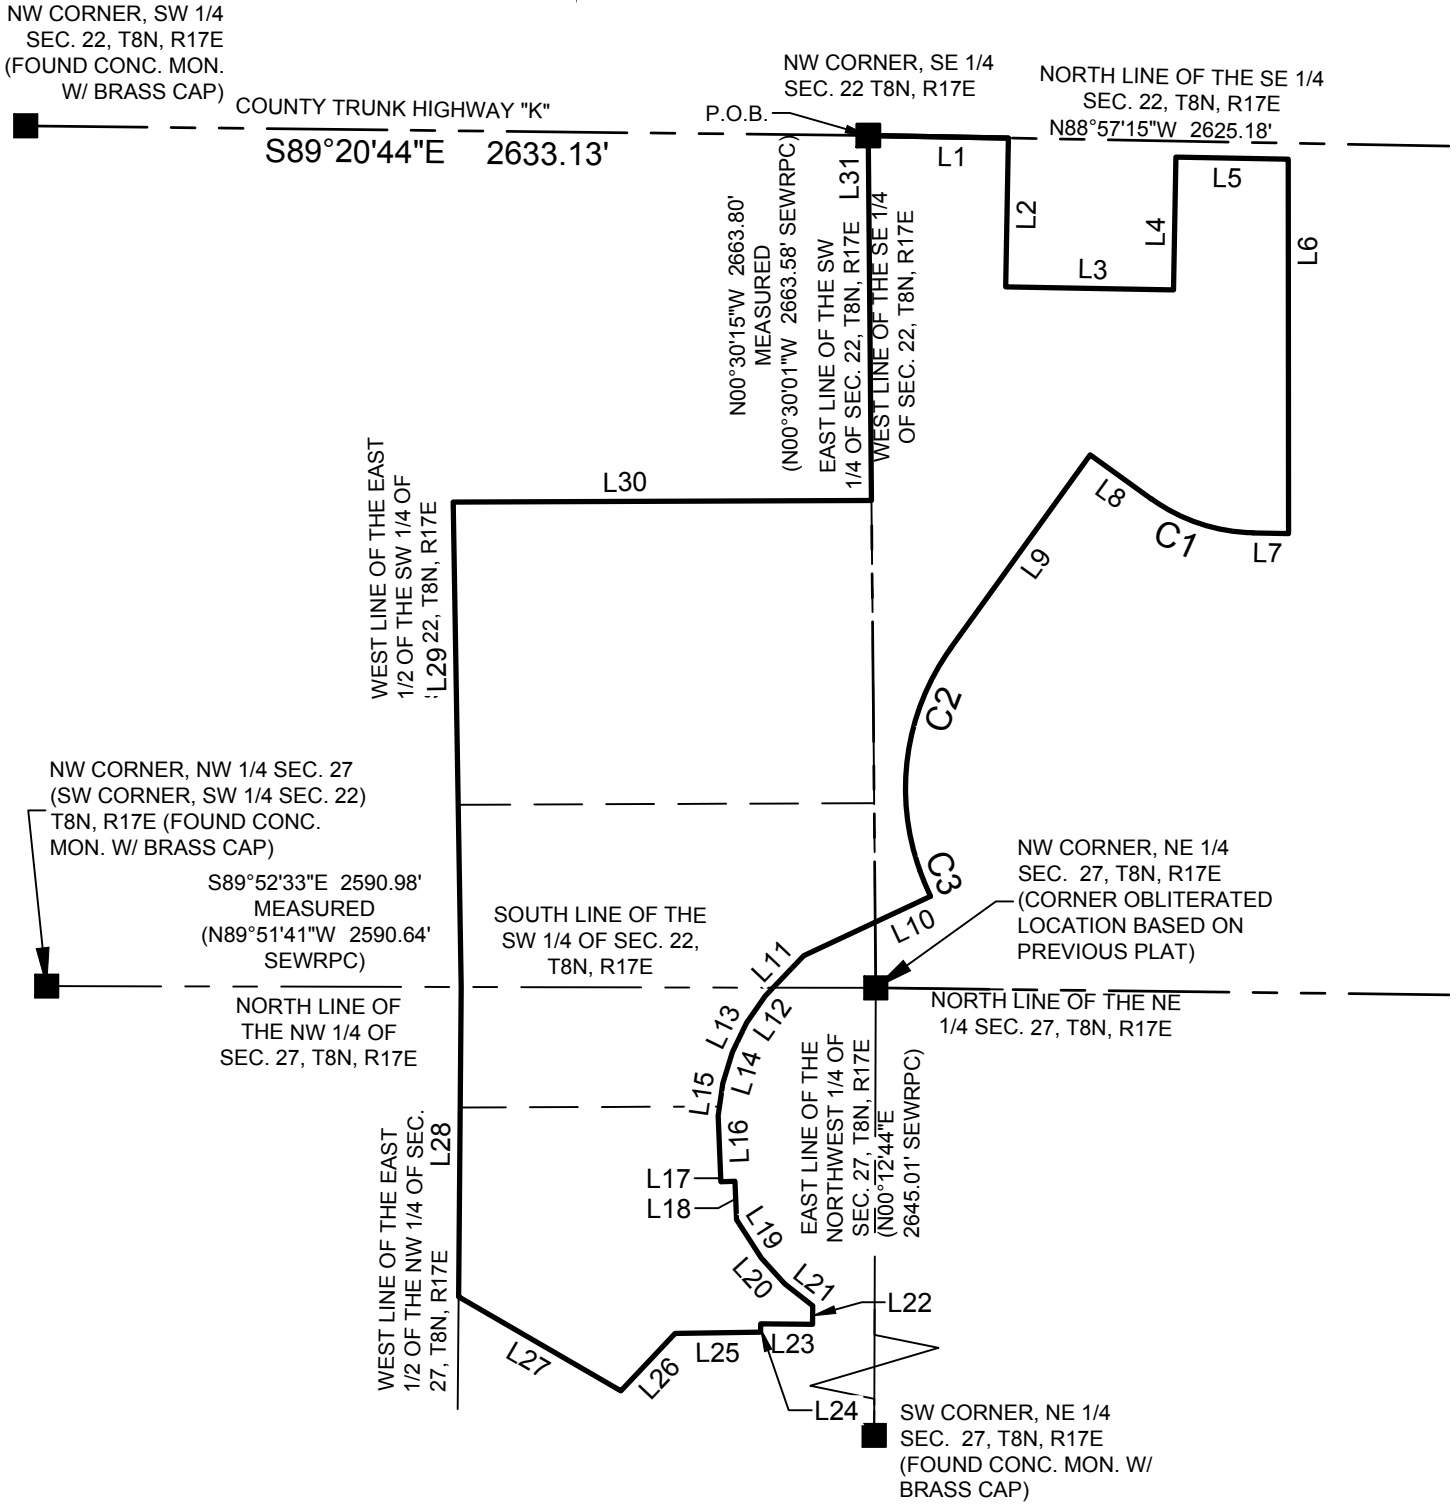 NW CORNER, SW 1/4
SEC. 22, T8N, R17E
(FOUND CONC. MON.
W/ BRASS CAP)
COUNTY TRUNK HIGHWAY "K"
S89°20'44"E 2633.13'
NW CORNER, SE 1/4
SEC. 22 T8N, R17E
P.O.B.
NORTH LINE OF THE SE 1/4
SEC. 22, T8N, R17E
N88°57'15"W 2625.18'
L1
L2
L3
L4
L5
L6
L31
N00°30'15"W 2663.80'
MEASURED
(N00°30'01"W 2663.58' SEWRPC)
EAST LINE OF THE SW
1/4 OF SEC. 22, T8N, R17E
WEST LINE OF THE SE 1/4
OF SEC. 22, T8N, R17E
L30
WEST LINE OF THE EAST
1/2 OF THE SW 1/4 OF
22, T8N, R17E
L29
L8
C1
L7
L9
C2
C3
L10
NW CORNER, NW 1/4 SEC. 27
(SW CORNER, SW 1/4 SEC. 22)
T8N, R17E (FOUND CONC.
MON. W/ BRASS CAP)
S89°52'33"E 2590.98'
MEASURED
(N89°51'41"W 2590.64'
SEWRPC)
SOUTH LINE OF THE
SW 1/4 OF SEC. 22,
T8N, R17E
NW CORNER, NE 1/4
SEC. 27, T8N, R17E
(CORNER OBLITERATED
LOCATION BASED ON
PREVIOUS PLAT)
NORTH LINE OF
THE NW 1/4 OF
SEC. 27, T8N, R17E
NORTH LINE OF THE NE
1/4 SEC. 27, T8N, R17E
L11
L12
L13
L14
L15
L16
L17
L18
L19
L20
L21
L22
L23
L24
L25
L26
L27
L28
WEST LINE OF THE EAST
1/2 OF THE NW 1/4 OF SEC.
27, T8N, R17E
EAST LINE OF THE
NORTHWEST 1/4 OF
SEC. 27, T8N, R17E
(N00°12'44"E
2645.01' SEWRPC)
SW CORNER, NE 1/4
SEC. 27, T8N, R17E
(FOUND CONC. MON. W/
BRASS CAP)